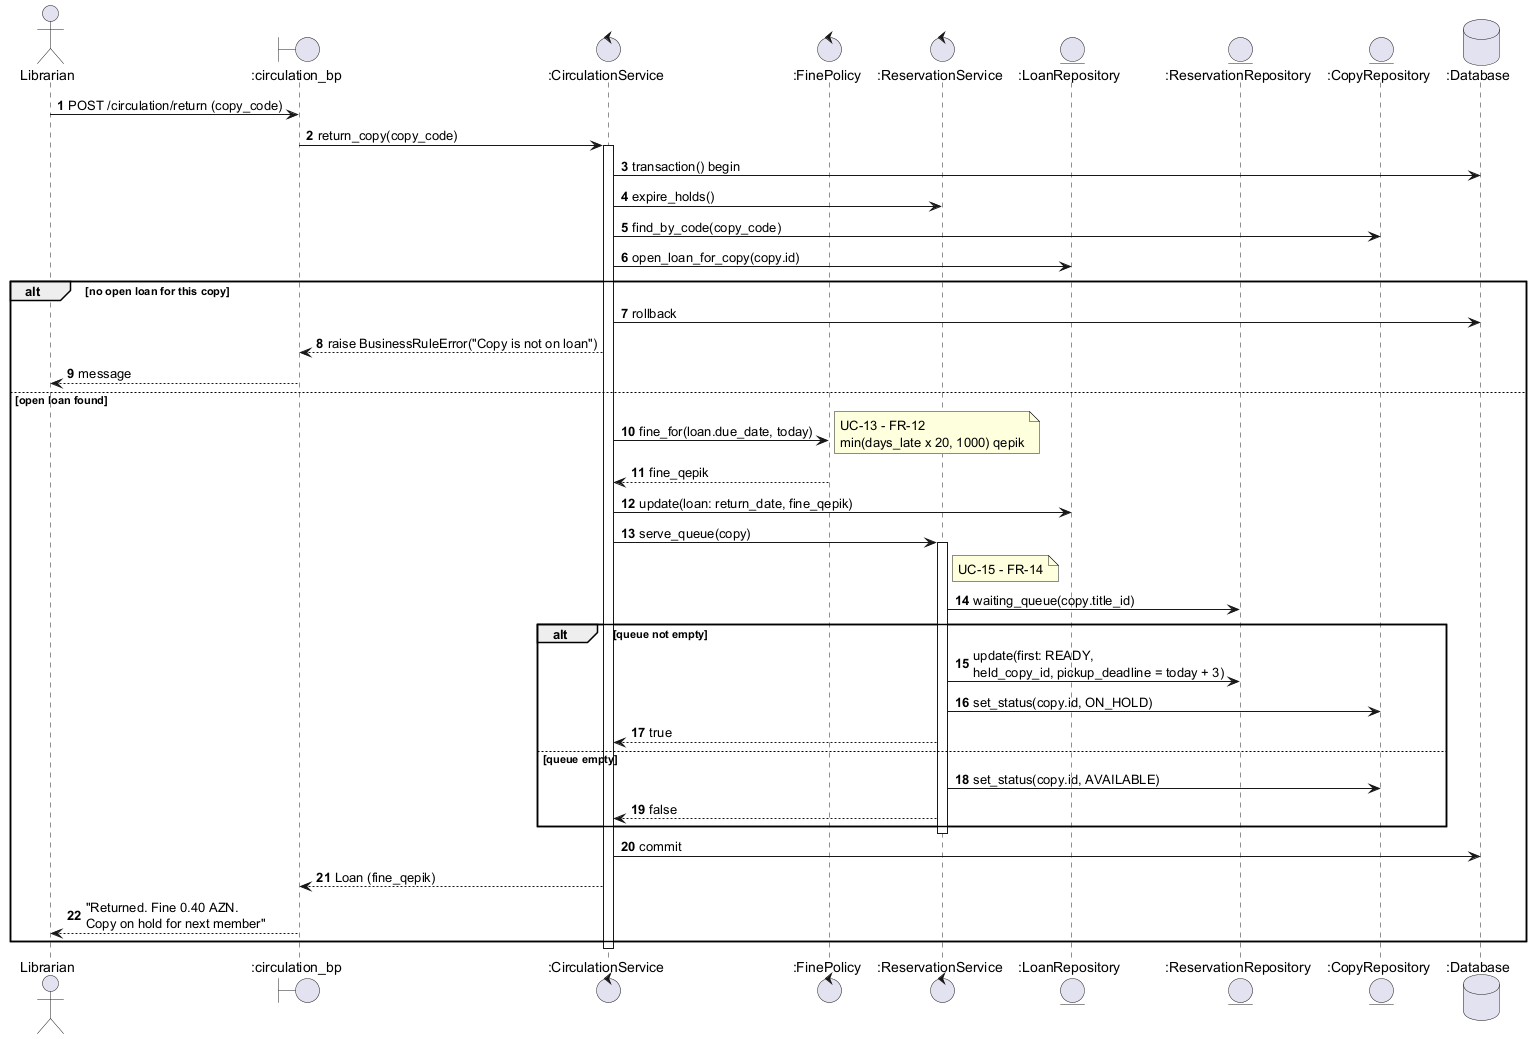 Librarian
:circulation_bp
:CirculationService
:FinePolicy
:ReservationService
:LoanRepository
:ReservationRepository
:CopyRepository
:Database
1 POST /circulation/return (copy_code)
2 return_copy(copy_code)
3 transaction() begin
4 expire_holds()
5 find_by_code(copy_code)
6 open_loan_for_copy(copy.id)
alt [no open loan for this copy]
7 rollback
8 raise BusinessRuleError("Copy is not on loan")
9 message
[open loan found]
10 fine_for(loan.due_date, today)
UC-13 - FR-12
min(days_late x 20, 1000) qepik
11 fine_qepik
12 update(loan: return_date, fine_qepik)
13 serve_queue(copy)
UC-15 - FR-14
14 waiting_queue(copy.title_id)
alt [queue not empty]
15 update(first: READY,
held_copy_id, pickup_deadline = today + 3)
16 set_status(copy.id, ON_HOLD)
17 true
[queue empty]
18 set_status(copy.id, AVAILABLE)
19 false
20 commit
21 Loan (fine_qepik)
22 "Returned. Fine 0.40 AZN.
Copy on hold for next member"
Librarian
:circulation_bp
:CirculationService
:FinePolicy
:ReservationService
:LoanRepository
:ReservationRepository
:CopyRepository
:Database